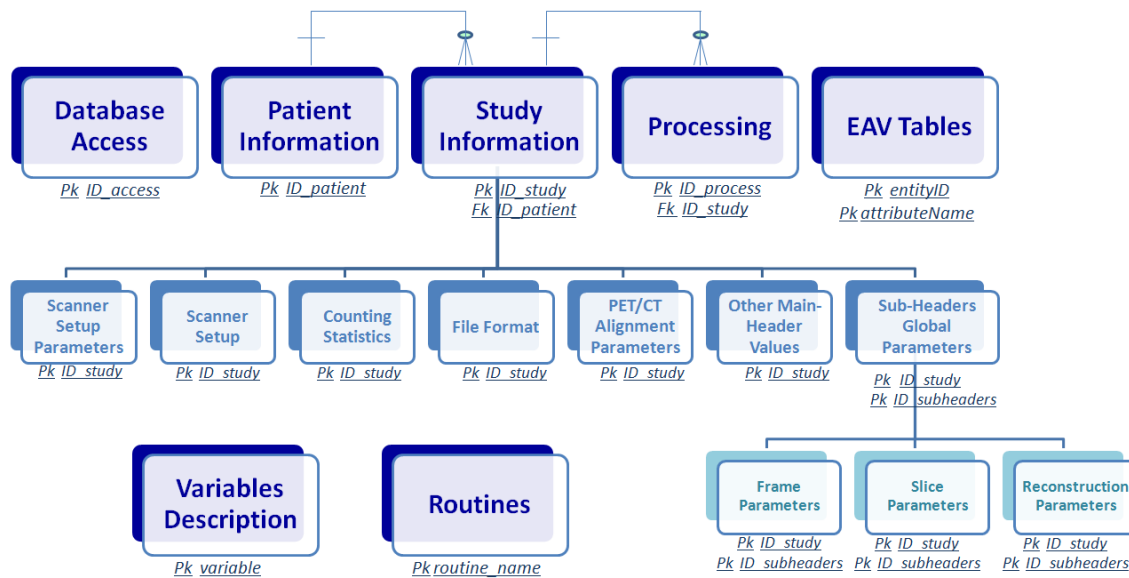 Database
Access
Pk ID_access
Patient
Information
Pk ID_patient
Study
Information
Pk ID_study
Fk ID_patient
Processing
Pk ID_process
Fk ID_study
EAV Tables
Pk entityID
Pk attributeName
Scanner
Setup
Parameters
Pk ID_study
Scanner
Setup
Pk ID_study
Counting
Statistics
Pk ID_study
File Format
Pk ID_study
PET/CT
Alignment
Parameters
Pk ID_study
Other Main-
Header
Values
Pk ID_study
Sub-Headers
Global
Parameters
Pk ID_study
Pk ID_subheaders
Variables
Description
Pk variable
Routines
Pk routine_name
Frame
Parameters
Pk ID_study
Pk ID_subheaders
Slice
Parameters
Pk ID_study
Pk ID_subheaders
Reconstruction
Parameters
Pk ID_study
Pk ID_subheaders